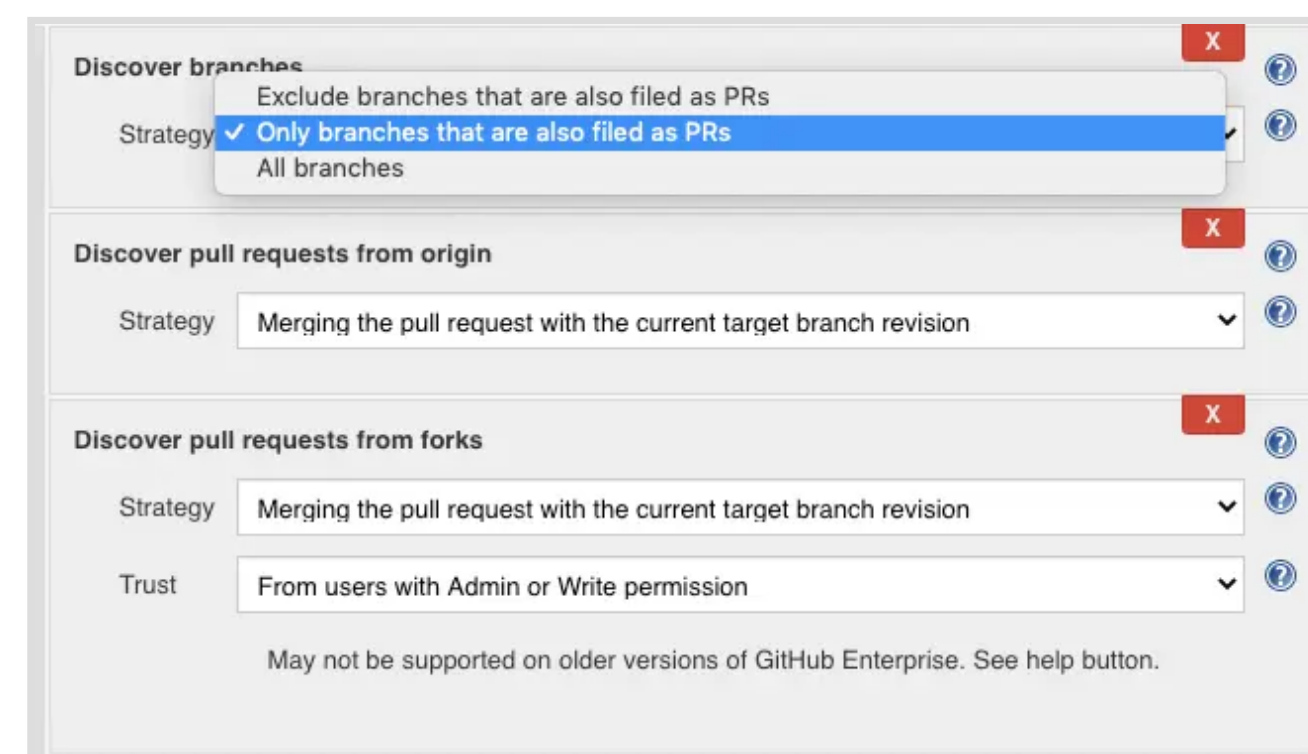 X
Discover branches
?
Exclude branches that are also filed as PRs
Strategy ✓ Only branches that are also filed as PRs
?
All branches
X
Discover pull requests from origin
?
Strategy Merging the pull request with the current target branch revision
?
X
Discover pull requests from forks
?
Strategy Merging the pull request with the current target branch revision
?
Trust From users with Admin or Write permission
?
May not be supported on older versions of GitHub Enterprise. See help button.